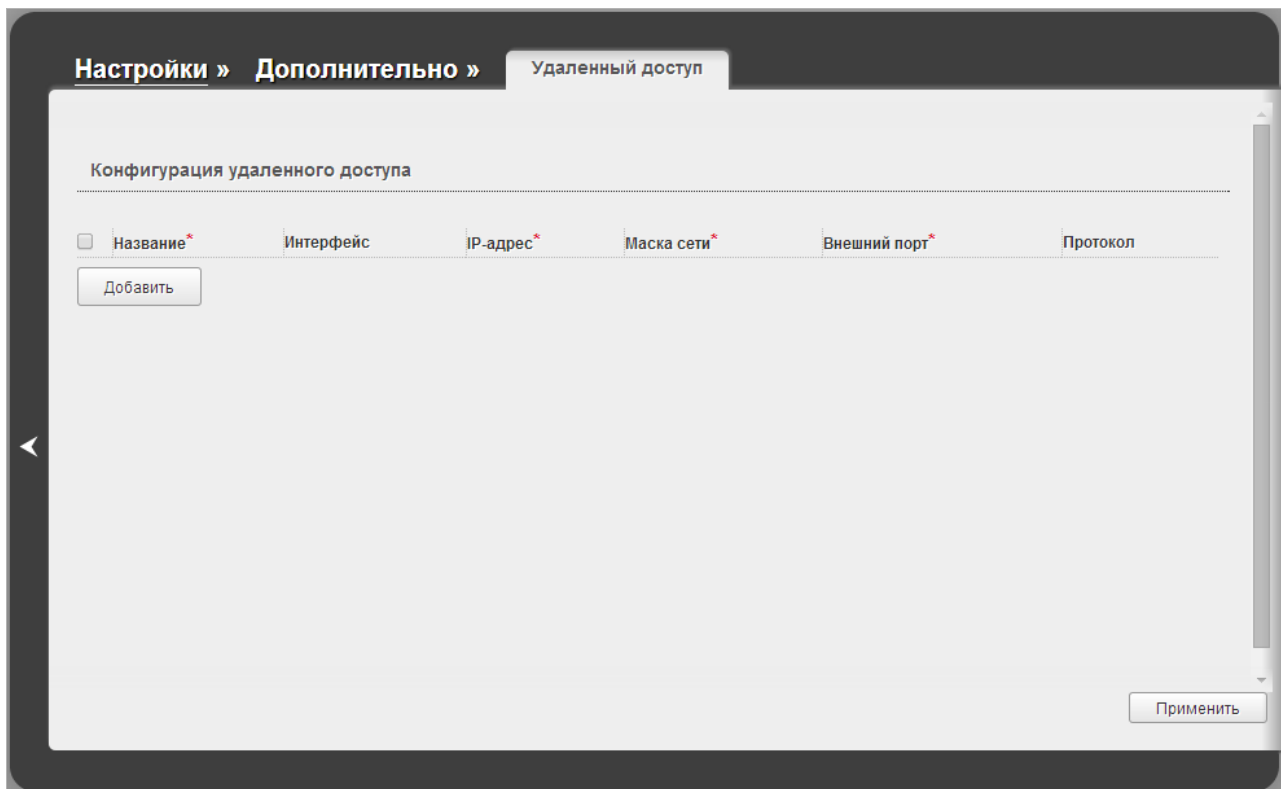 Настройки » Дополнительно » Удаленный доступ
Конфигурация удаленного доступа
Название* Интерфейс IP-адрес* Маска сети* Внешний порт* Протокол
Добавить
Применить